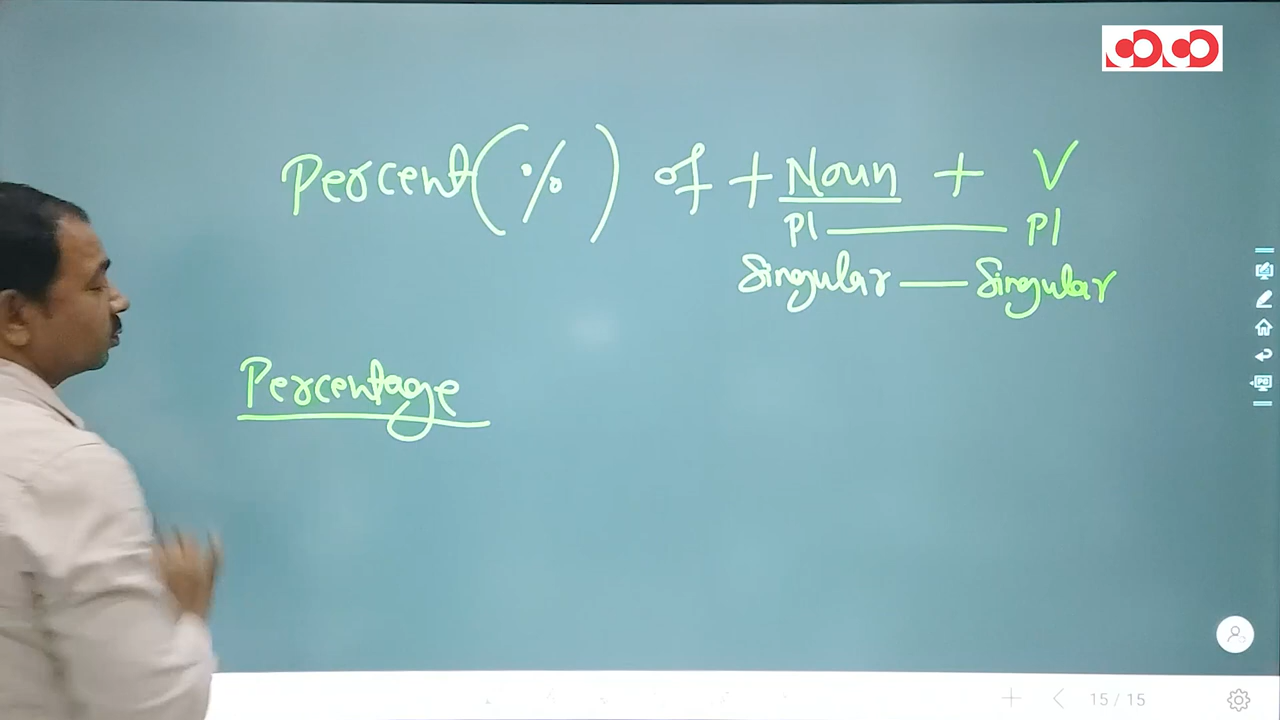 Percent(%) of + Noun + V
Pl — Pl
Singular — Singular
Percentage
15 / 15